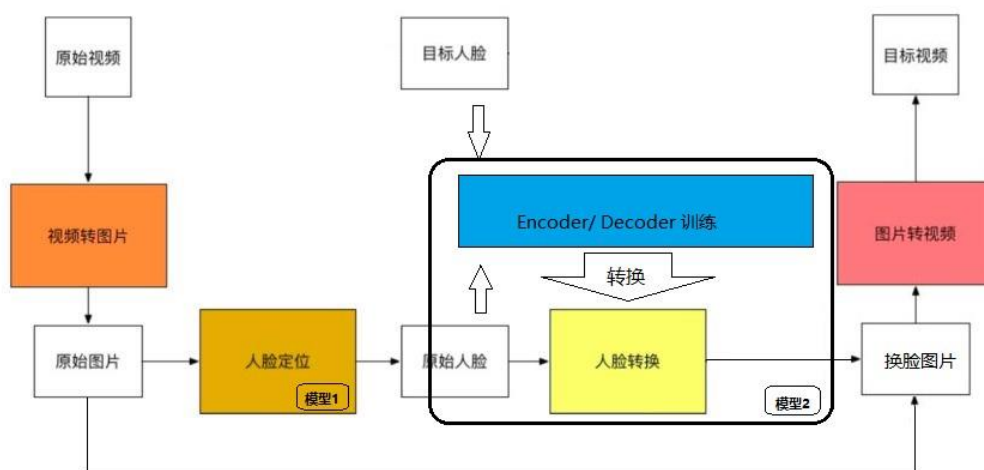 原始视频
目标人脸
目标视频
视频转图片
Encoder/ Decoder 训练
图片转视频
转换
原始图片
人脸定位
模型1
原始人脸
人脸转换
模型2
换脸图片